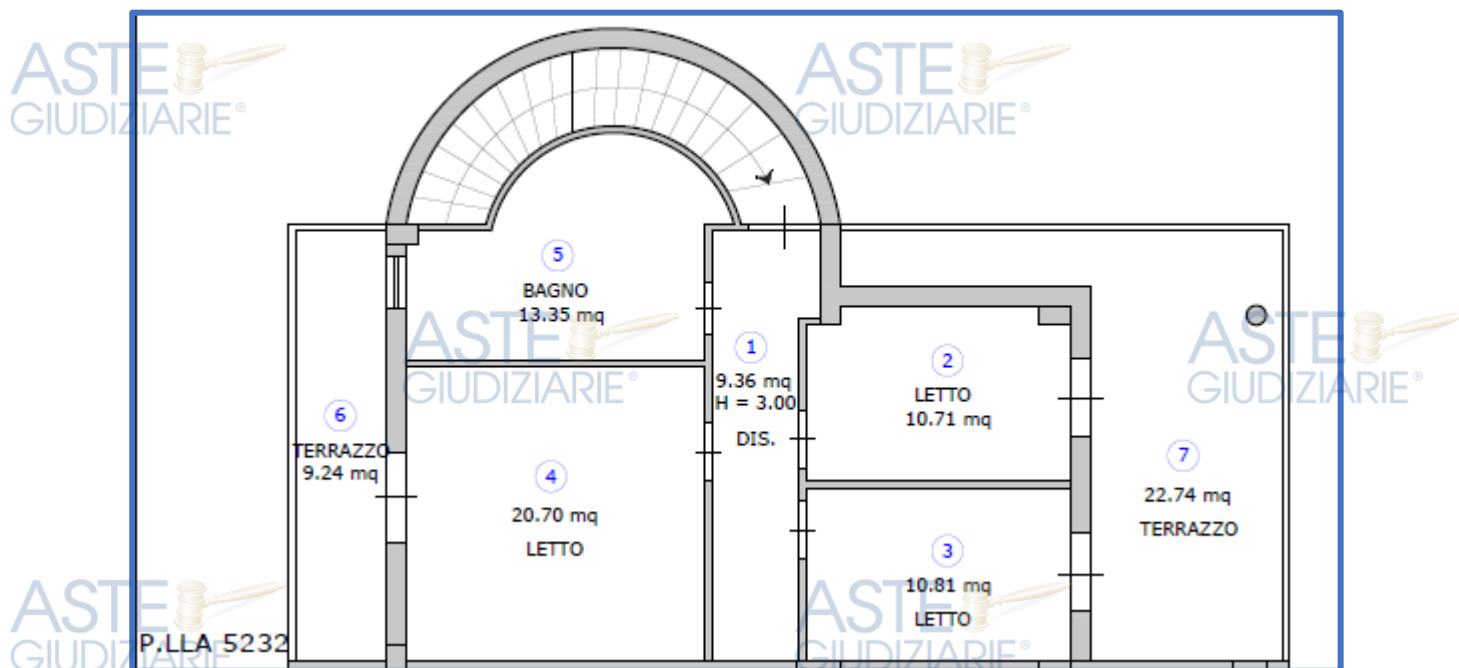 ASTE
GIUDIZIARIE®
ASTE
GIUDIZIARIE®
5
BAGNO
13.35 mq
ASTE
GIUDIZIARIE®
1
9.36 mq
H = 3.00
DIS.
2
LETTO
10.71 mq
ASTE
GIUDIZIARIE®
6
TERRAZZO
9.24 mq
4
20.70 mq
LETTO
7
22.74 mq
TERRAZZO
3
10.81 mq
LETTO
ASTE
GIUDIZIARIE®
P.LLA 5232
ASTE
GIUDIZIARIE®